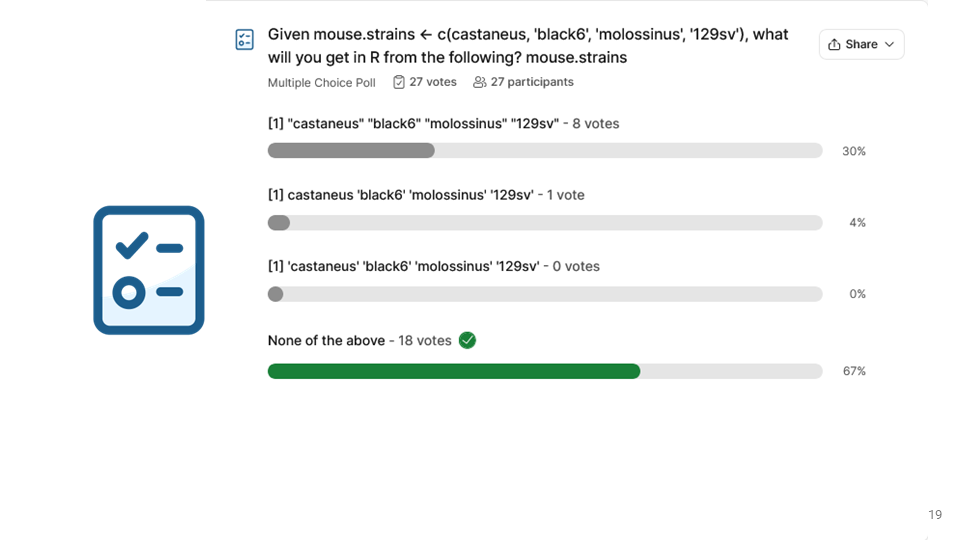 Given mouse.strains ← c(castaneus, 'black6', 'molossinus', '129sv'), what
will you get in R from the following? mouse.strains
Share
Multiple Choice Poll 27 votes 27 participants
[1] "castaneus" "black6" "molossinus" "129sv" - 8 votes
30%
[1] castaneus 'black6' 'molossinus' '129sv' - 1 vote
4%
[1] 'castaneus' 'black6' 'molossinus' '129sv' - 0 votes
0%
None of the above - 18 votes
67%
19